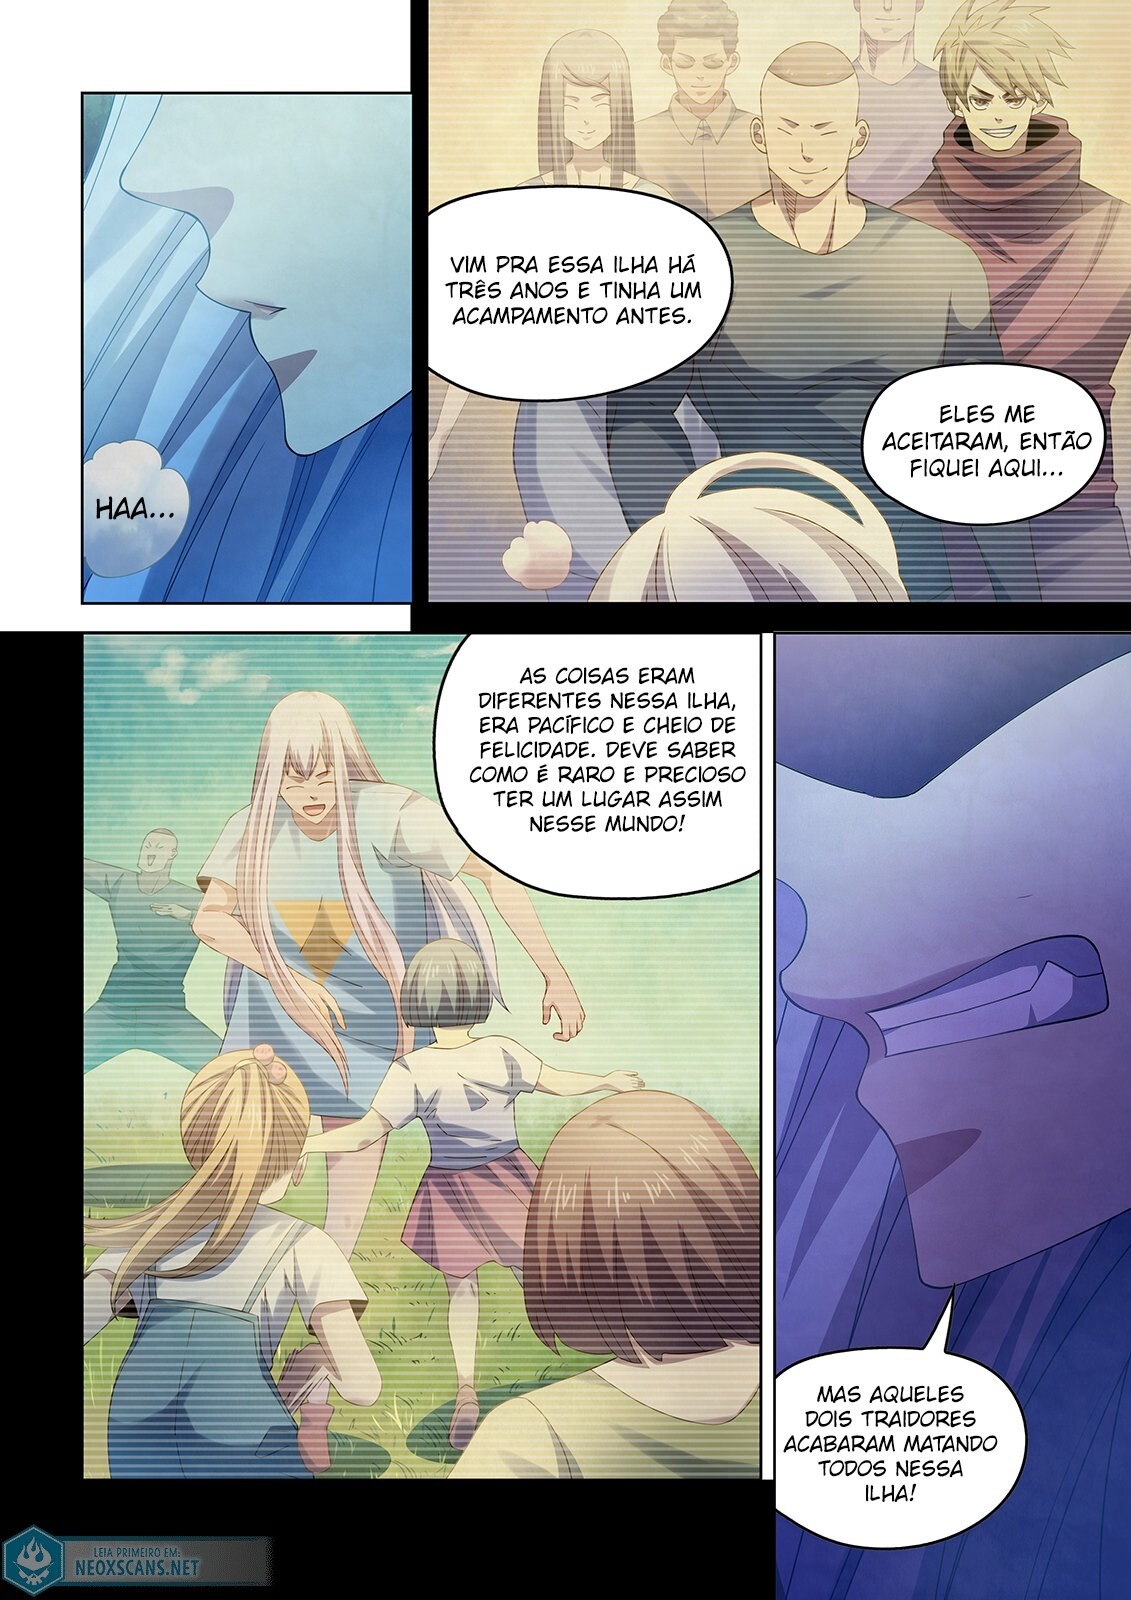 HAA...
VIM PRA ESSA ILHA HÁ
TRÊS ANOS E TINHA UM
ACAMPAMENTO ANTES.
ELES ME
ACEITARAM, ENTÃO
FIQUEI AQUI...
AS COISAS ERAM
DIFERENTES NESSA ILHA,
ERA PACÍFICO E CHEIO DE
FELICIDADE. DEVE SABER
COMO É RARO E PRECIOSO
TER UM LUGAR ASSIM
NESSE MUNDO!
MAS AQUELES
DOIS TRAIDORES
ACABARAM MATANDO
TODOS NESSA
ILHA!
LEIA PRIMEIRO EM:
NEOXSCANS.NET